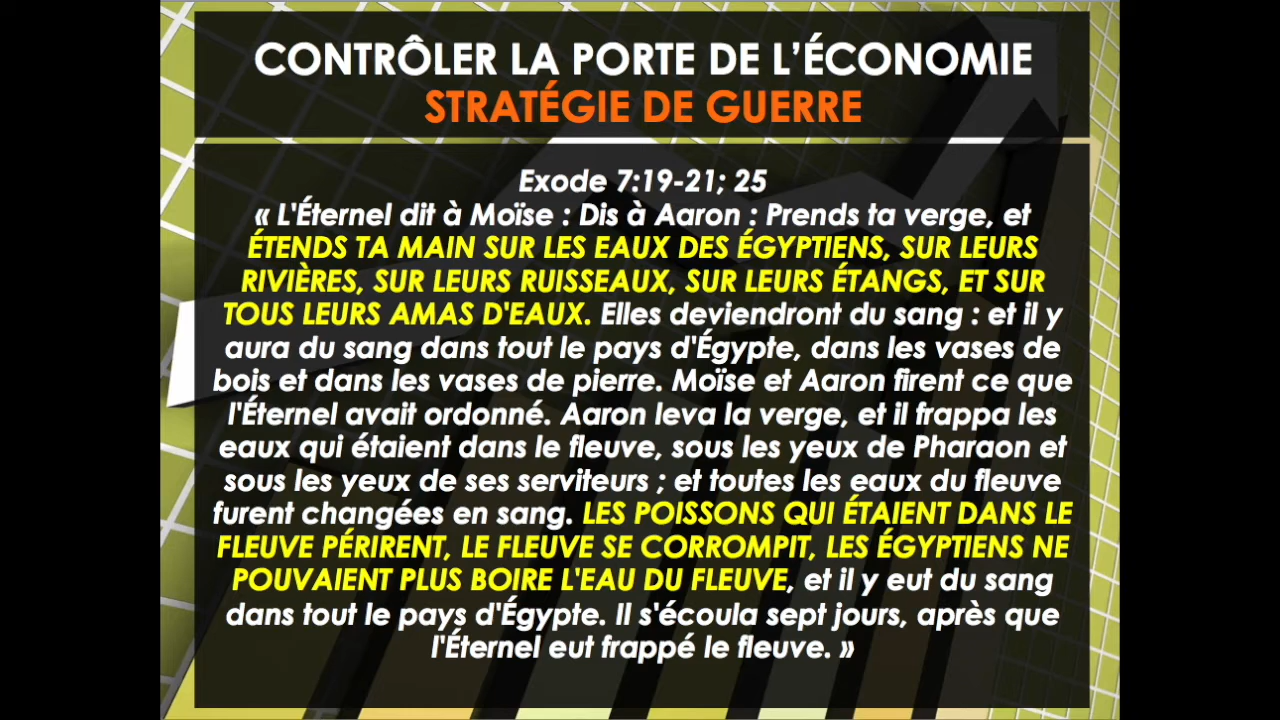 CONTRÔLER LA PORTE DE L’ÉCONOMIE
STRATÉGIE DE GUERRE
Exode 7:19-21; 25
« L'Éternel dit à Moïse : Dis à Aaron : Prends ta verge, et
ÉTENDS TA MAIN SUR LES EAUX DES ÉGYPTIENS, SUR LEURS
RIVIÈRES, SUR LEURS RUISSEAUX, SUR LEURS ÉTANGS, ET SUR
TOUS LEURS AMAS D'EAUX. Elles deviendront du sang : et il y
aura du sang dans tout le pays d'Égypte, dans les vases de
bois et dans les vases de pierre. Moïse et Aaron firent ce que
l'Éternel avait ordonné. Aaron leva la verge, et il frappa les
eaux qui étaient dans le fleuve, sous les yeux de Pharaon et
sous les yeux de ses serviteurs ; et toutes les eaux du fleuve
furent changées en sang. LES POISSONS QUI ÉTAIENT DANS LE
FLEUVE PÉRIRENT, LE FLEUVE SE CORROMPIT, LES ÉGYPTIENS NE
POUVAIENT PLUS BOIRE L'EAU DU FLEUVE, et il y eut du sang
dans tout le pays d'Égypte. Il s'écoula sept jours, après que
l'Éternel eut frappé le fleuve. »